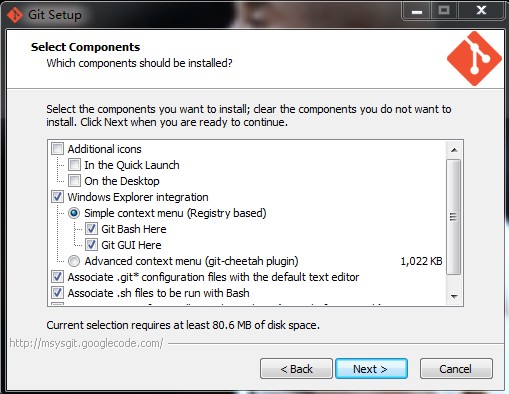 Git Setup
Select Components
Which components should be installed?
Select the components you want to install; clear the components you do not want to
install. Click Next when you are ready to continue.
Additional icons
In the Quick Launch
On the Desktop
Windows Explorer integration
Simple context menu (Registry based)
Git Bash Here
Git GUI Here
Advanced context menu (git-cheetah plugin) 1,022 KB
Associate .git* configuration files with the default text editor
Associate .sh files to be run with Bash
Current selection requires at least 80.6 MB of disk space.
http://msysgit.googlecode.com/
< Back Next > Cancel